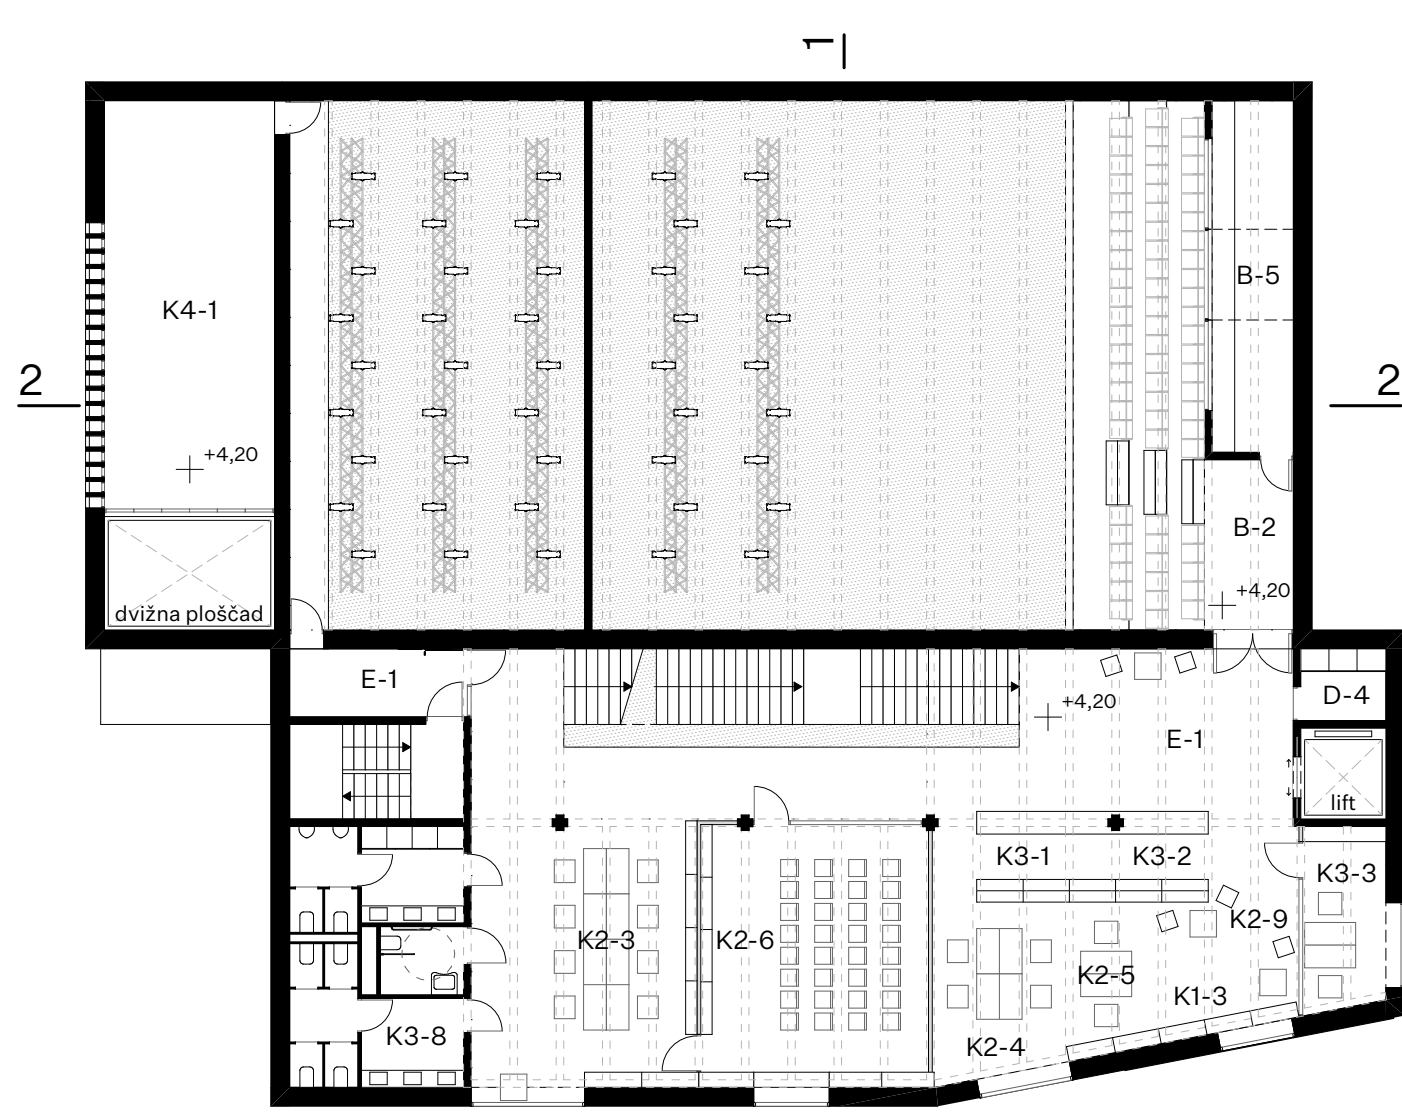 1
K4-1
B-5
2
2
+4,20
B-2
+4,20
dvižna ploščad
E-1
D-4
+4,20
E-1
lift
K3-1
K3-2
K3-3
K2-9
K2-3
K2-6
K2-5
K1-3
K3-8
K2-4